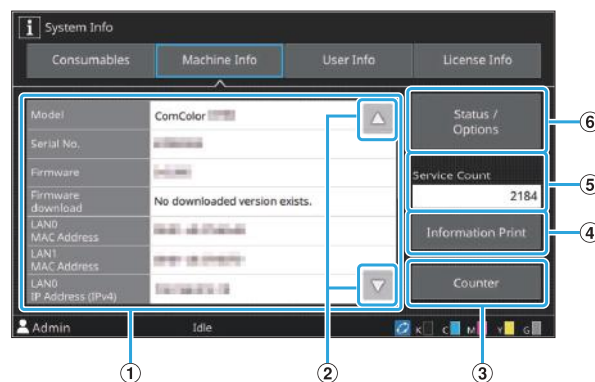 i System Info
Consumables Machine Info User Info License Info
Model ComColor
Serial No.
Firmware
Firmware download No downloaded version exists.
LAN0 MAC Address
LAN1 MAC Address
LAN0 IP Address (IPv4)
Status / Options
Service Count
2184
Information Print
Counter
Admin Idle K C M Y G
6
5
4
1 2 3